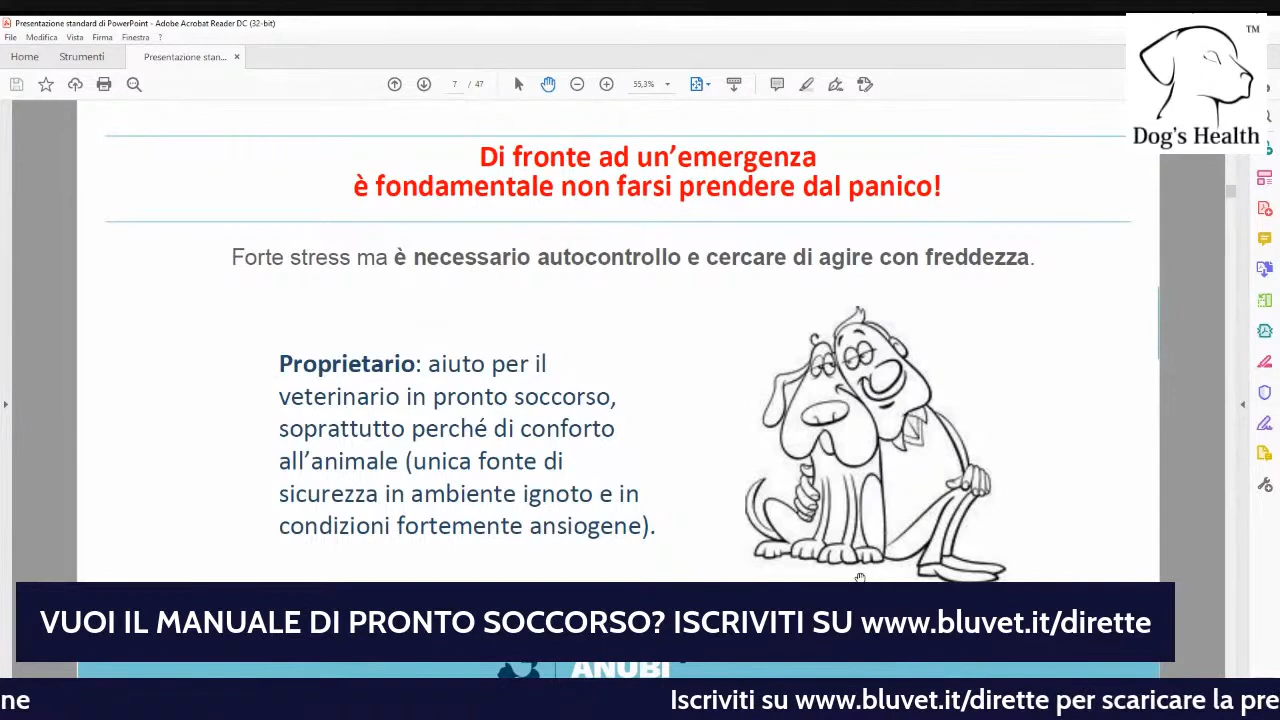 Presentazione standard di PowerPoint - Adobe Acrobat Reader DC (32-bit)
File Modifica Vista Firma Finestra ?
Home Strumenti Presentazione stan... ×
7 / 47 55,3%
TM
Dog's Health
Di fronte ad un’emergenza
è fondamentale non farsi prendere dal panico!
Forte stress ma è necessario autocontrollo e cercare di agire con freddezza.
Proprietario: aiuto per il
veterinario in pronto soccorso,
soprattutto perché di conforto
all’animale (unica fonte di
sicurezza in ambiente ignoto e in
condizioni fortemente ansiogene).
VUOI IL MANUALE DI PRONTO SOCCORSO? ISCRIVITI SU www.bluvet.it/dirette
ANUBI
ne Iscriviti su www.bluvet.it/dirette per scaricare la pre